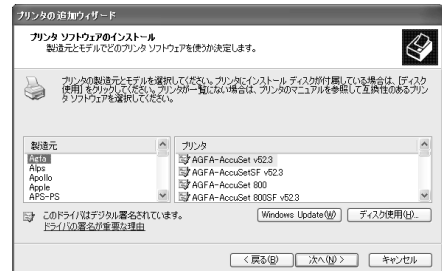 プリンタの追加ウィザード
プリンタ ソフトウェアのインストール
製造元とモデルでどのプリンタ ソフトウェアを使うか決定します。
プリンタの製造元とモデルを選択してください。プリンタにインストール ディスクが付属している場合は、[ディスク
使用] をクリックしてください。プリンタが一覧にない場合は、プリンタのマニュアルを参照して互換性のあるプリン
タ ソフトウェアを選択してください。
製造元
Agfa
Alps
Apollo
Apple
APS-PS
プリンタ
AGFA-AccuSet v52.3
AGFA-AccuSetSF v52.3
AGFA-AccuSet 800
AGFA-AccuSet 800SF v52.3
このドライバはデジタル署名されています。
ドライバの署名が重要な理由
Windows Update(W)
ディスク使用(H)...
< 戻る(B)
次へ(N) >
キャンセル